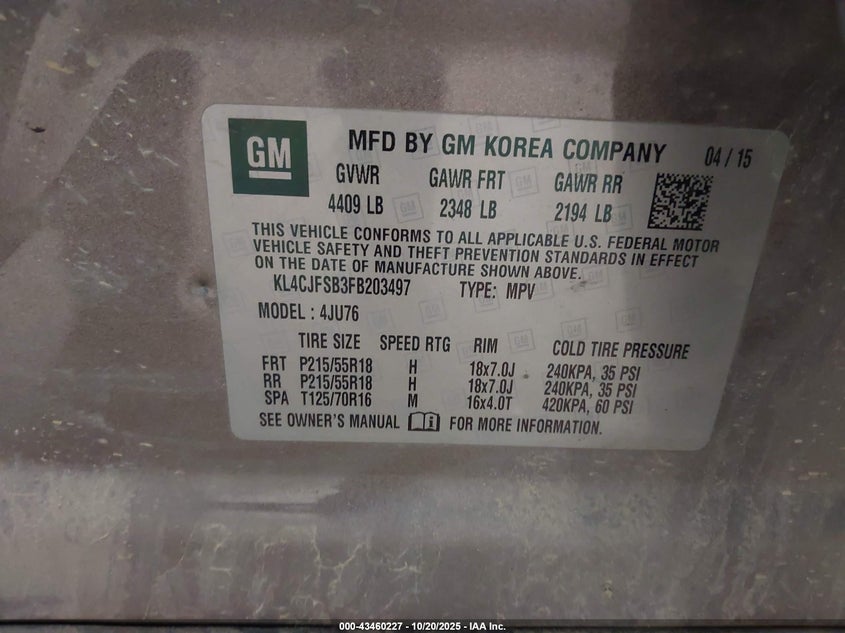 GM
MFD BY GM KOREA COMPANY 04 / 15
GVWR GAWR FRT GAWR RR
4409 LB 2348 LB 2194 LB
THIS VEHICLE CONFORMS TO ALL APPLICABLE U.S. FEDERAL MOTOR
VEHICLE SAFETY AND THEFT PREVENTION STANDARDS IN EFFECT
ON THE DATE OF MANUFACTURE SHOWN ABOVE.
KL4CJFSB3FB203497 TYPE: MPV
MODEL : 4JU76
TIRE SIZE SPEED RTG RIM COLD TIRE PRESSURE
FRT P215/55R18 H 18x7.0J 240KPA, 35 PSI
RR P215/55R18 H 18x7.0J 240KPA, 35 PSI
SPA T125/70R16 M 16x4.0T 420KPA, 60 PSI
SEE OWNER'S MANUAL i FOR MORE INFORMATION.
000-43460227 - 10/20/2025 - IAA Inc.